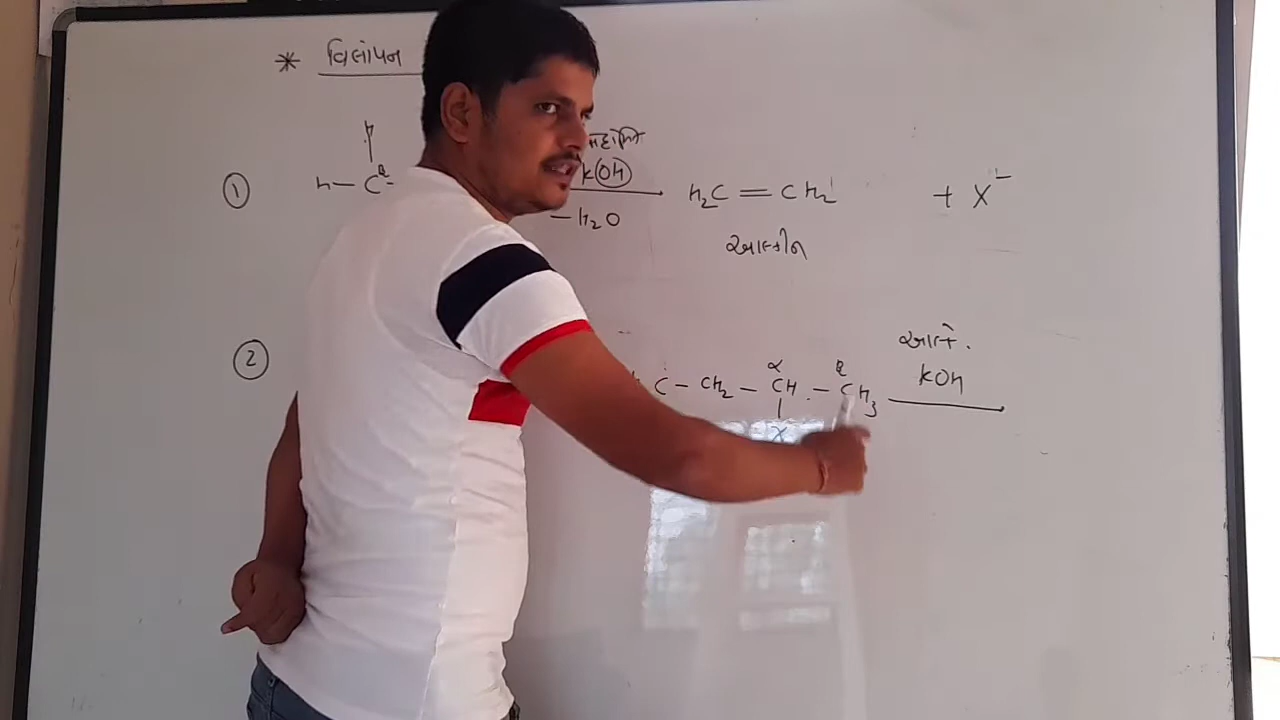 * વિલોપન
H
① H — C^β - KOH H₂C = CH₂ + X⁻
— H₂O
આલ્કીન
② C — CH₂ — CH — CH₃ આલ્કો. KOH
α β
X